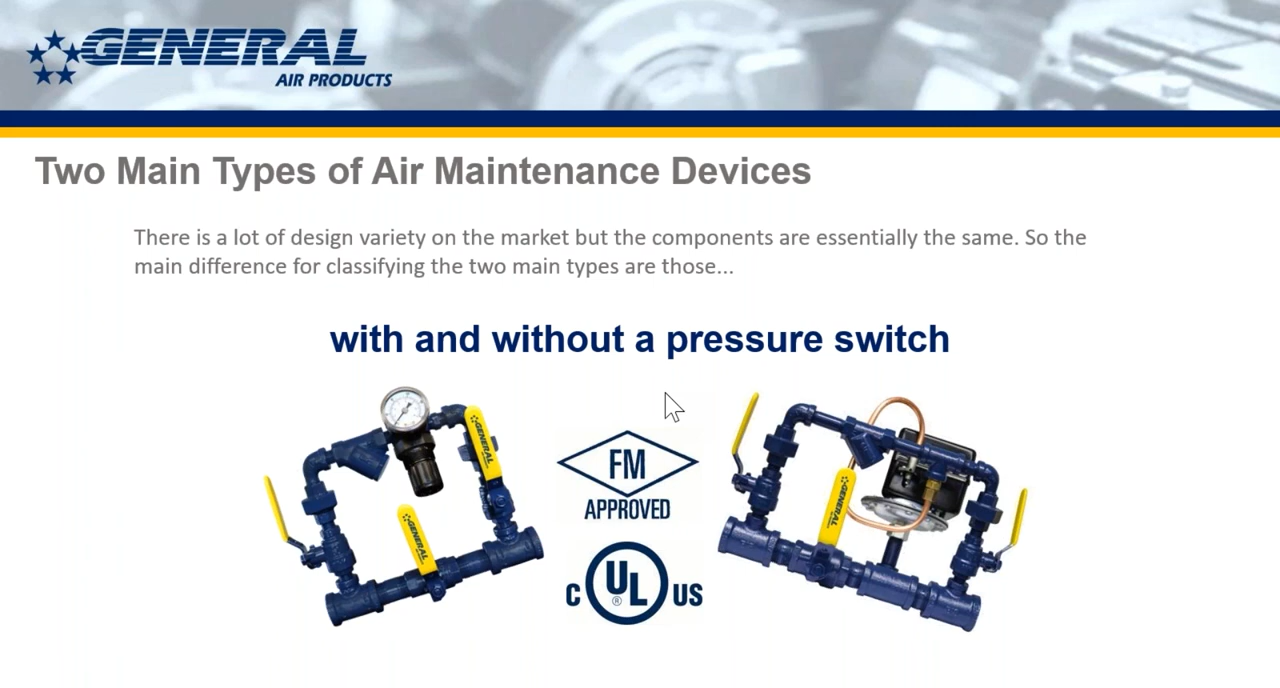 GENERAL
AIR PRODUCTS
Two Main Types of Air Maintenance Devices
There is a lot of design variety on the market but the components are essentially the same. So the
main difference for classifying the two main types are those...
with and without a pressure switch
GENERAL
GENERAL
FM
APPROVED
GENERAL
C UL ® US